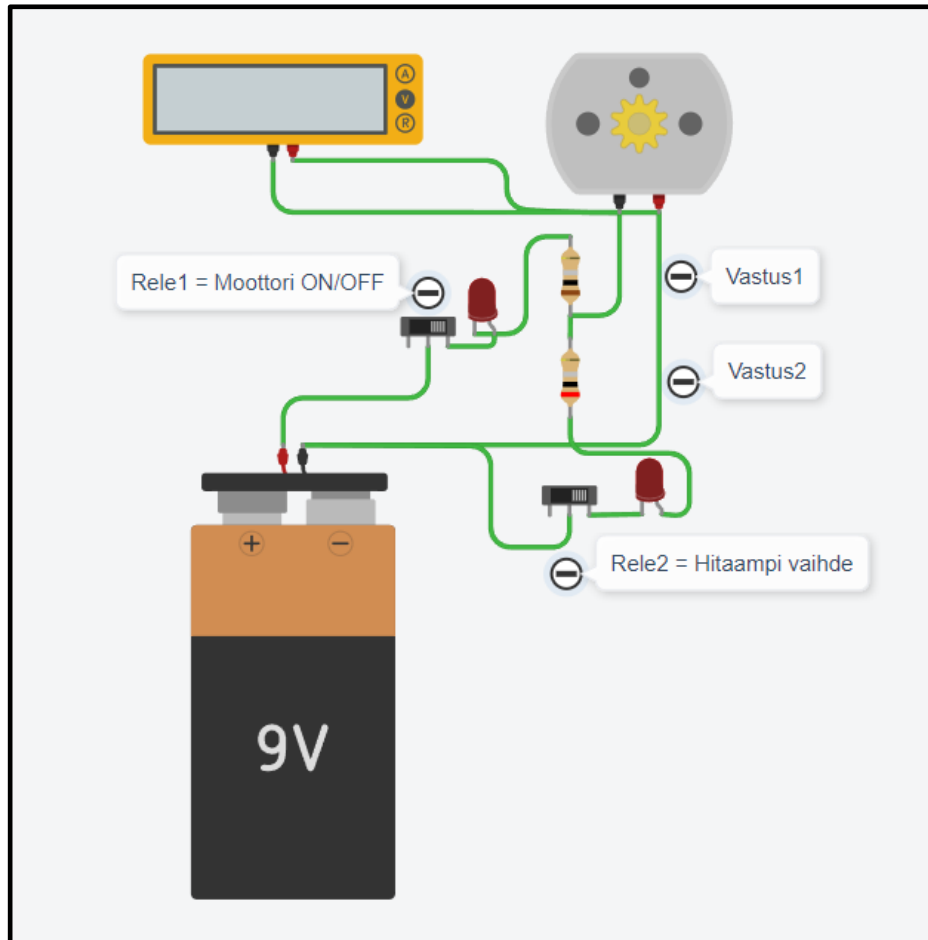 A
V
R
Rele1 = Moottori ON/OFF
Vastus1
Vastus2
Rele2 = Hitaampi vaihde
+
−
9V